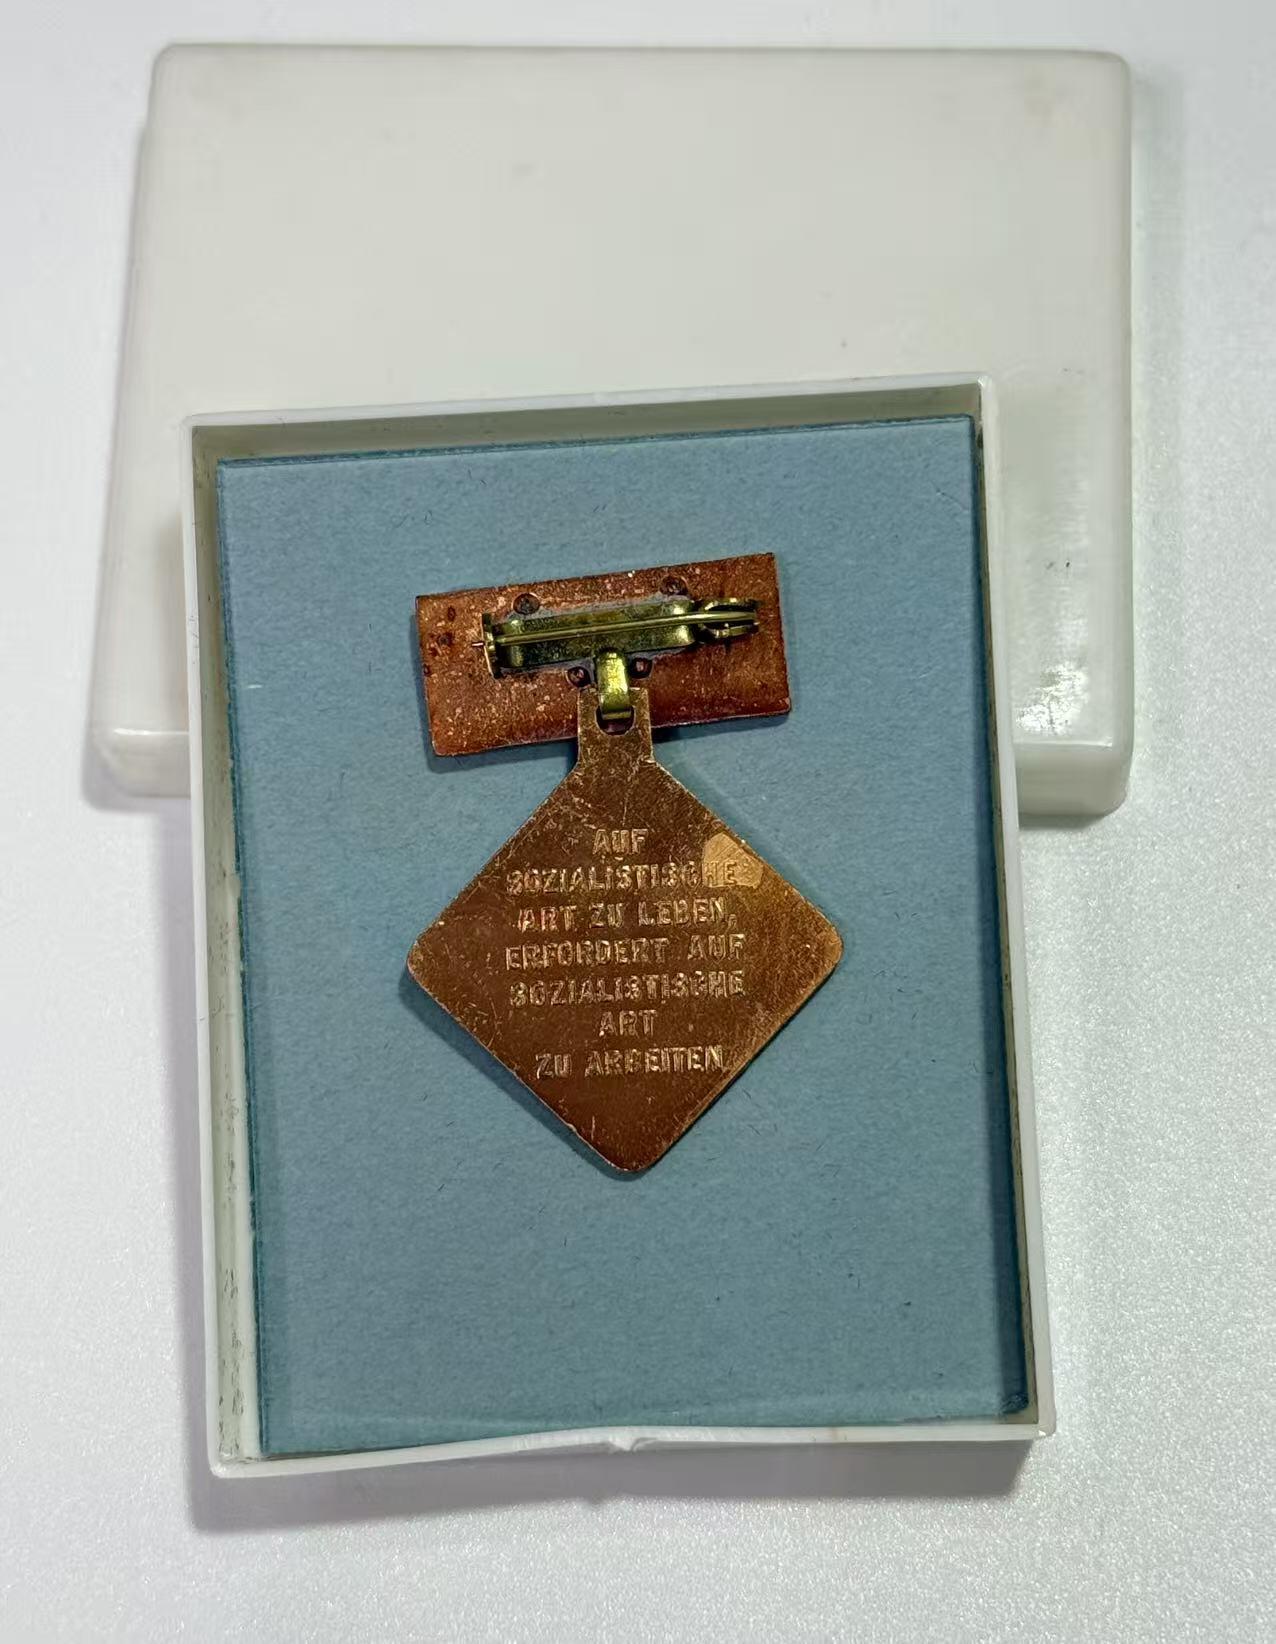 AUF
SOZIALISTISCHE
ART ZU LEBEN,
ERFORDERT AUF
SOZIALISTISCHE
ART
ZU ARBEITEN